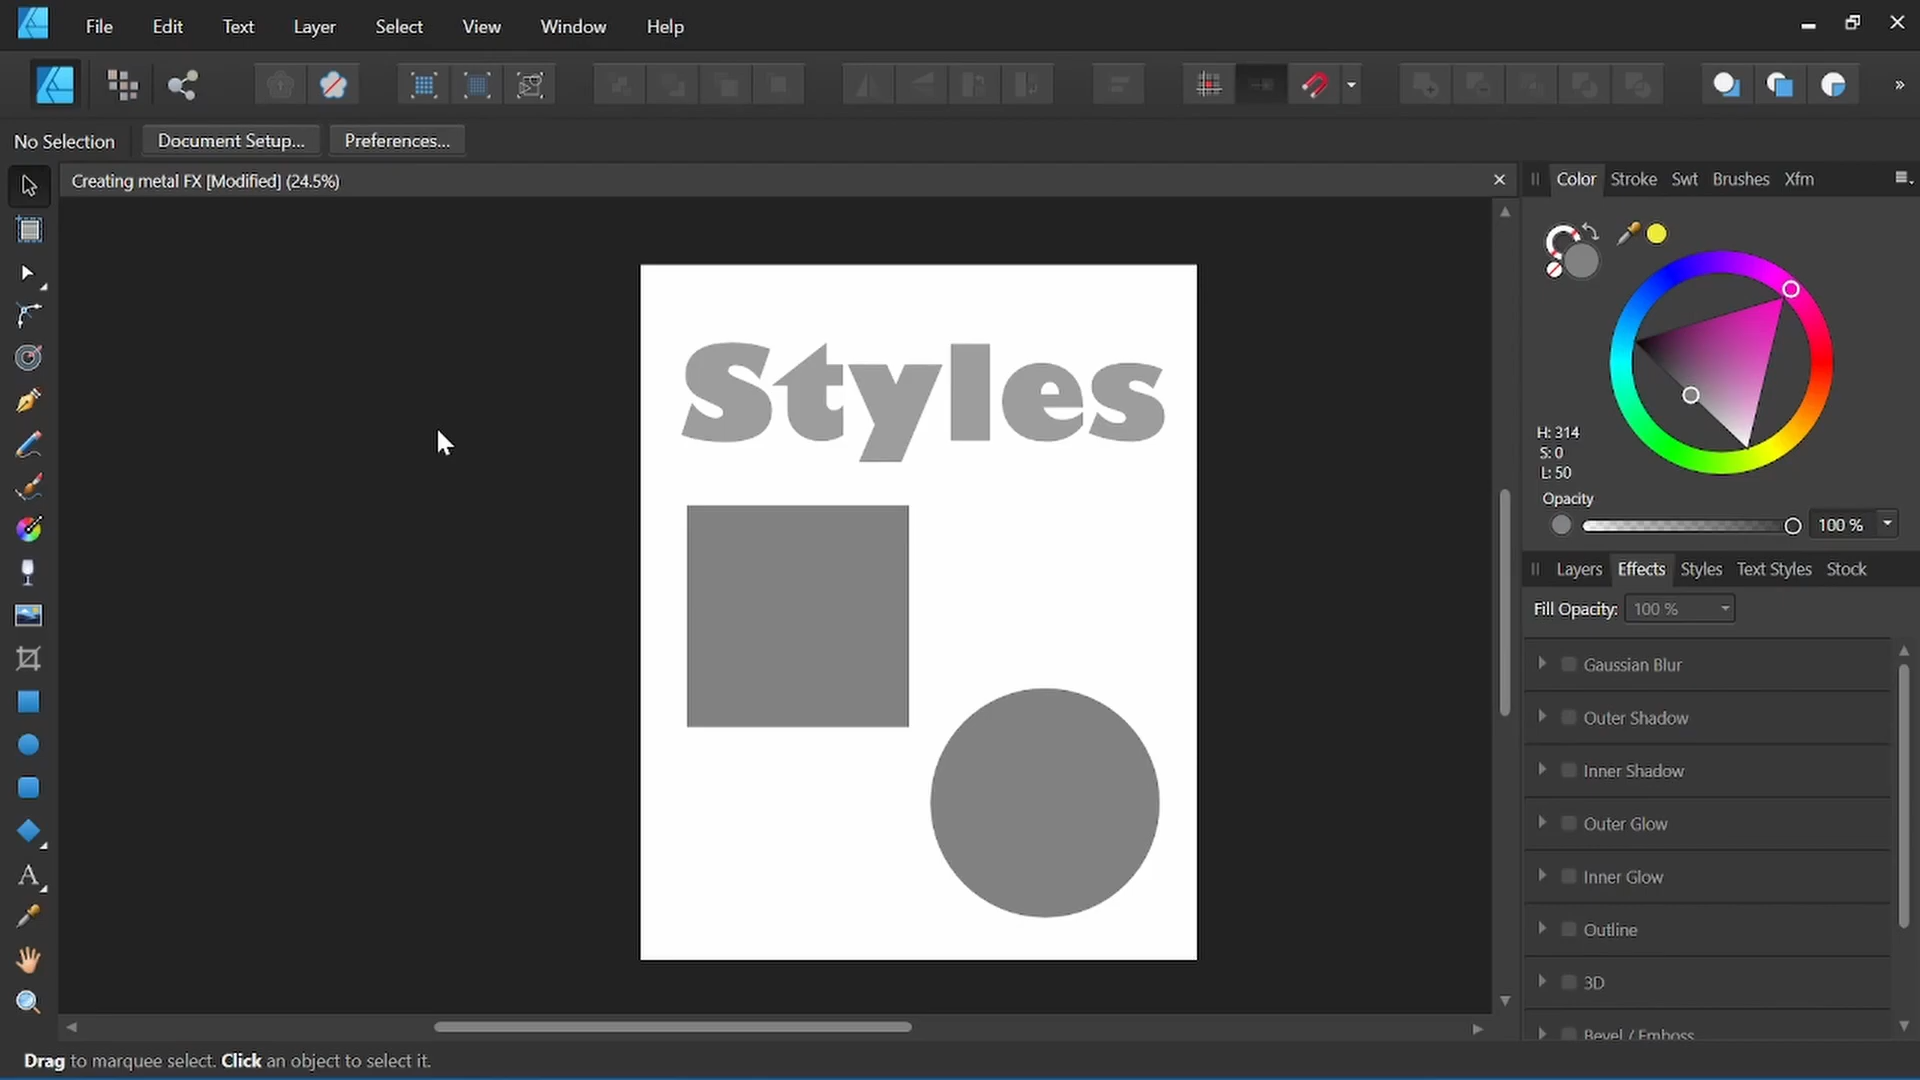 File Edit Text Layer Select View Window Help
No Selection Document Setup... Preferences...
Creating metal FX [Modified] (24.5%)
Color Stroke Swt Brushes Xfm
Styles
H: 314
S: 0
L: 50
Opacity
100 %
Layers Effects Styles Text Styles Stock
Fill Opacity: 100 %
Gaussian Blur
Outer Shadow
Inner Shadow
Outer Glow
Inner Glow
Outline
3D
Bevel / Emboss
Drag to marquee select. Click an object to select it.